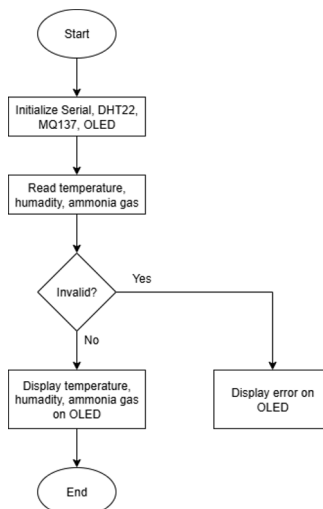 Start
Initialize Serial, DHT22,
MQ137, OLED
Read temperature,
humadity, ammonia gas
Invalid?
Yes
No
Display temperature,
humadity, ammonia gas
on OLED
Display error on
OLED
End